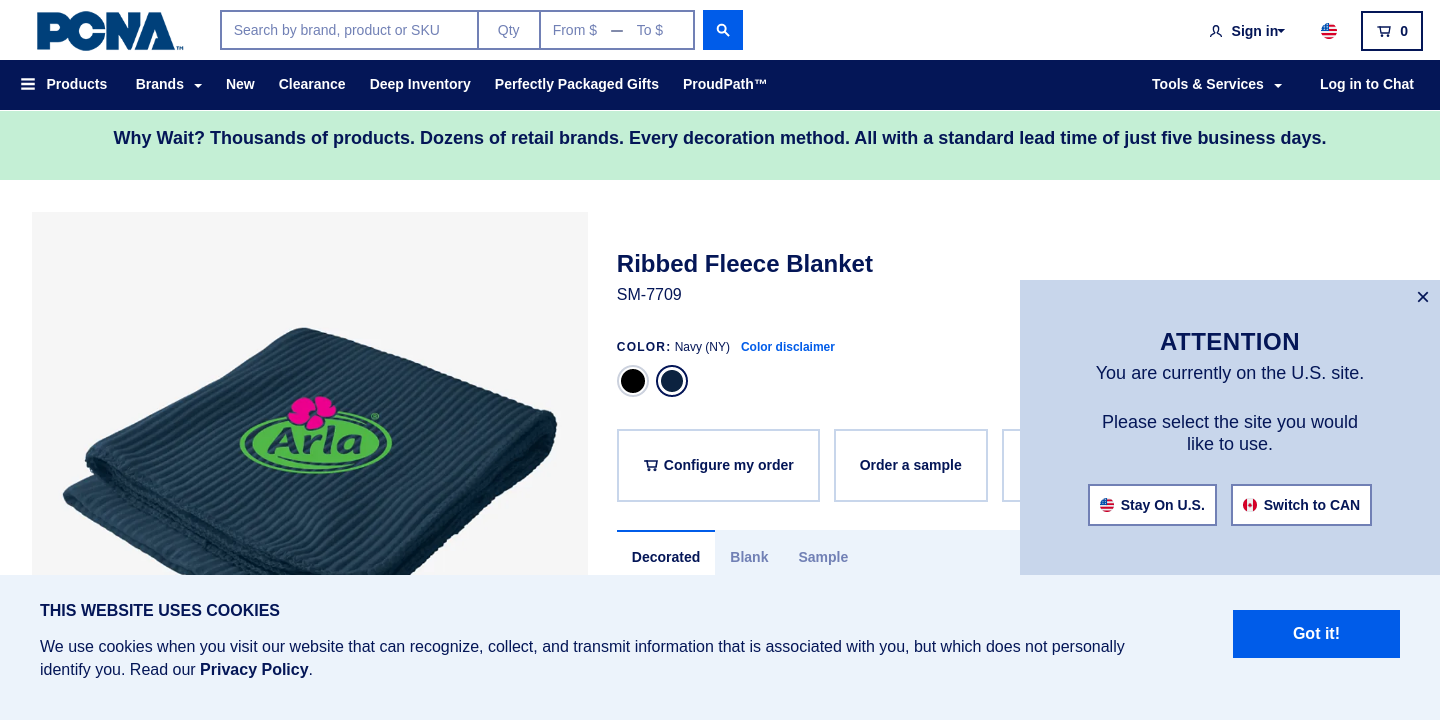 PCNA™
Search by brand, product or SKU
Qty
From $ — To $
Sign in
0
Products
Brands
New
Clearance
Deep Inventory
Perfectly Packaged Gifts
ProudPath™
Tools & Services
Log in to Chat
Why Wait? Thousands of products. Dozens of retail brands. Every decoration method. All with a standard lead time of just five business days.
Arla®
Ribbed Fleece Blanket
SM-7709
COLOR: Navy (NY) Color disclaimer
Configure my order
Order a sample
Decorated
Blank
Sample
×
ATTENTION
You are currently on the U.S. site.
Please select the site you would
like to use.
Stay On U.S.
Switch to CAN
THIS WEBSITE USES COOKIES
We use cookies when you visit our website that can recognize, collect, and transmit information that is associated with you, but which does not personally
identify you. Read our Privacy Policy.
Got it!